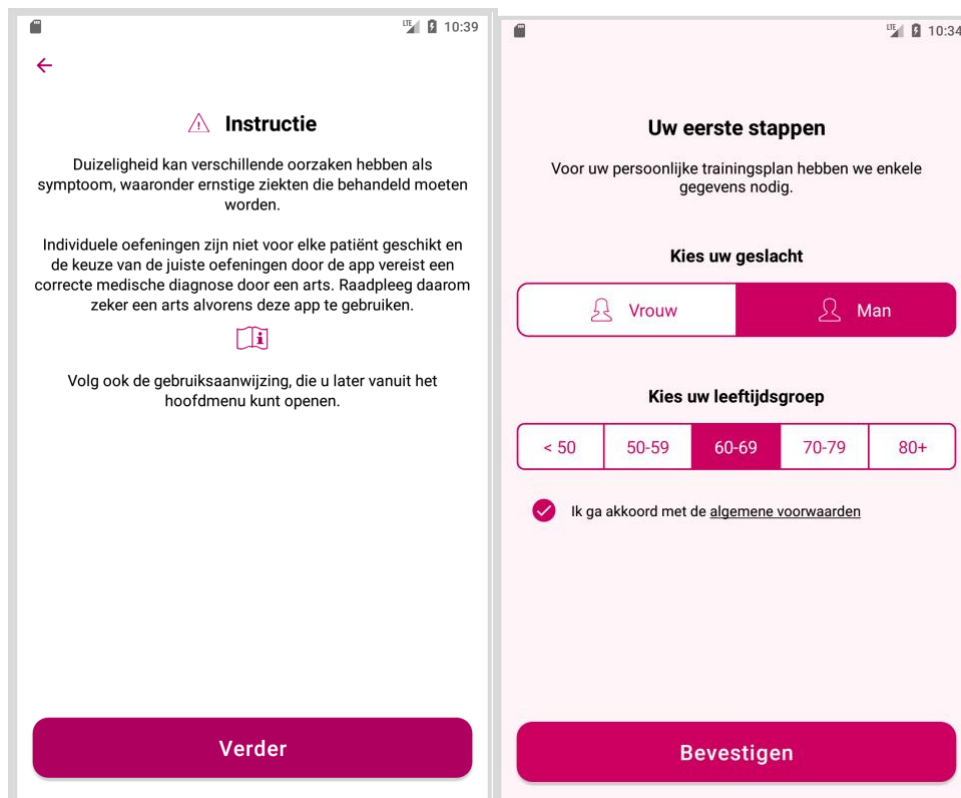 LTE 10:39
Instructie
Duizeligheid kan verschillende oorzaken hebben als
symptoom, waaronder ernstige ziekten die behandeld moeten
worden.
Individuele oefeningen zijn niet voor elke patiënt geschikt en
de keuze van de juiste oefeningen door de app vereist een
correcte medische diagnose door een arts. Raadpleeg daarom
zeker een arts alvorens deze app te gebruiken.
i
Volg ook de gebruiksaanwijzing, die u later vanuit het
hoofdmenu kunt openen.
Verder
LTE 10:34
Uw eerste stappen
Voor uw persoonlijke trainingsplan hebben we enkele
gegevens nodig.
Kies uw geslacht
Vrouw Man
Kies uw leeftijdsgroep
< 50 50-59 60-69 70-79 80+
Ik ga akkoord met de algemene voorwaarden
Bevestigen